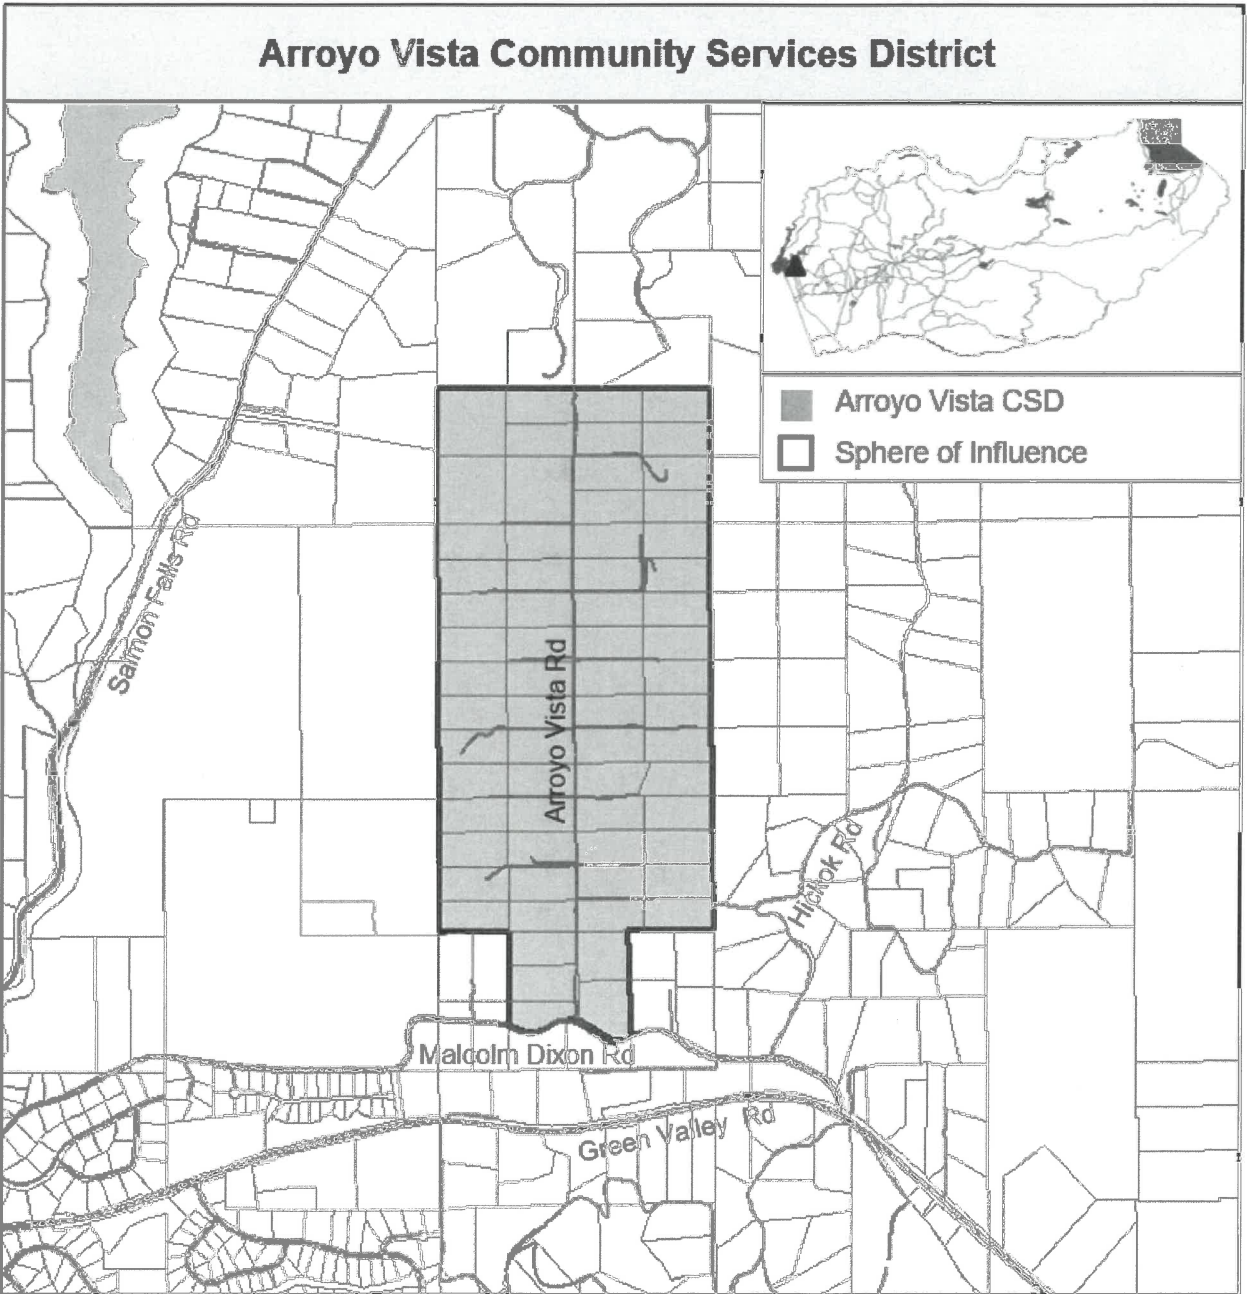 Arroyo Vista Community Services District
Arroyo Vista CSD
Sphere of Influence
Salmon Falls Rd
Arroyo Vista Rd
Hickok Rd
Malcolm Dixon Rd
Green Valley Rd